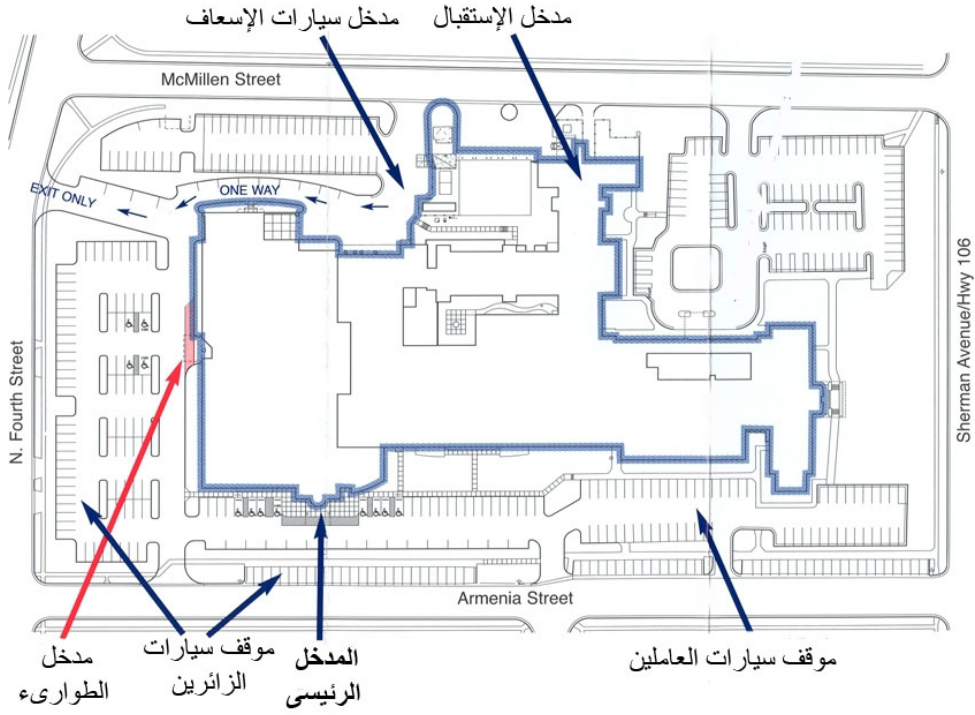 مدخل الإستقبال
مدخل سيارات الإسعاف
McMillen Street
EXIT ONLY
ONE WAY
N. Fourth Street
Sherman Avenue/Hwy 106
Armenia Street
مدخل
الطوارىء
موقف سيارات
الزائرين
المدخل
الرئيسى
موقف سيارات العاملين